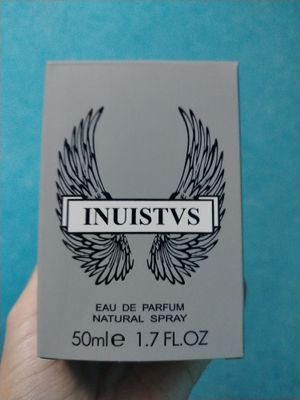 INUISTVS
EAU DE PARFUM
NATURAL SPRAY
50ml℮ 1.7 FL.OZ